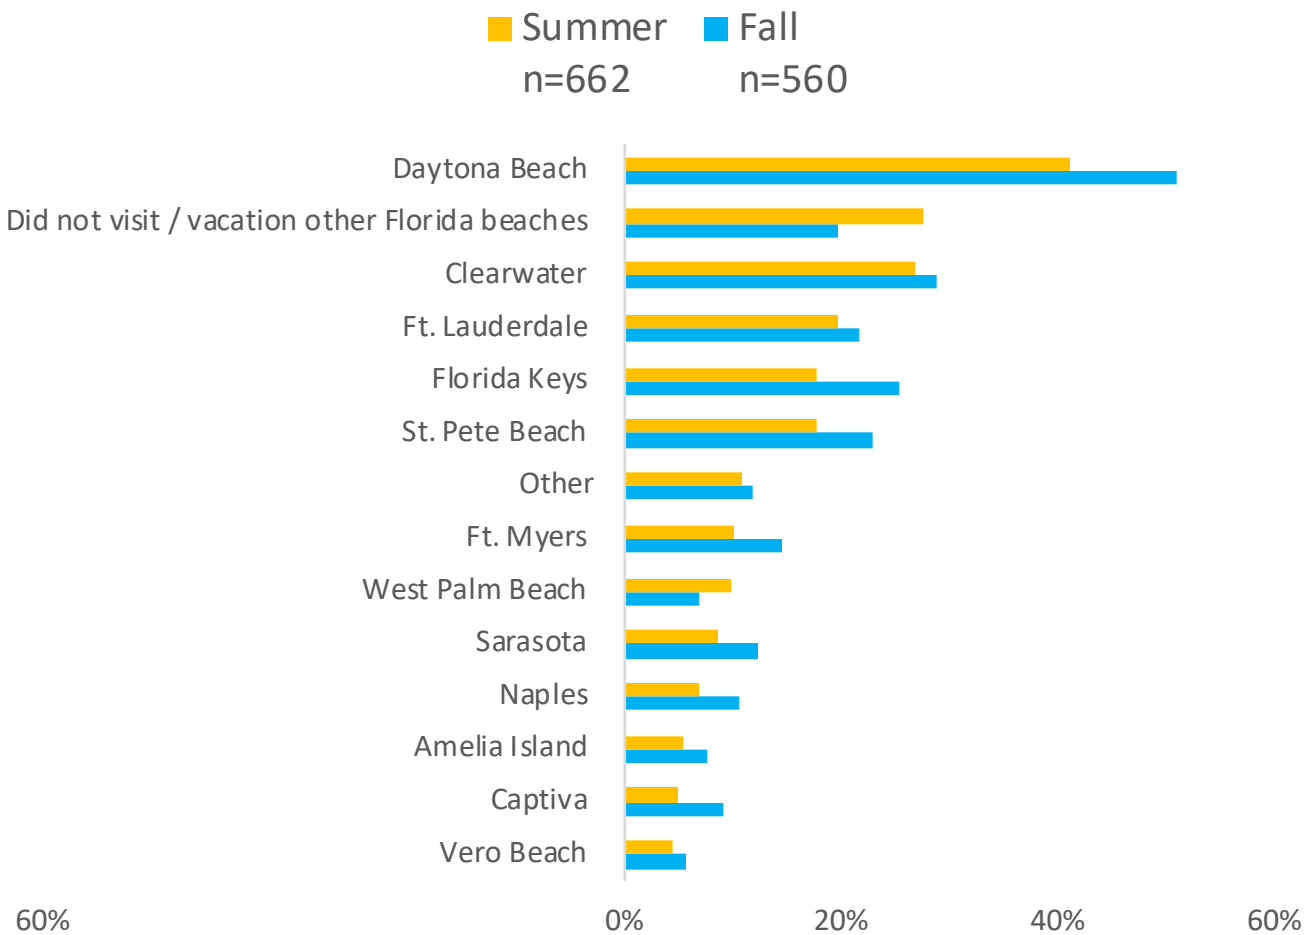 Summer Fall
n=662 n=560
Daytona Beach
Did not visit / vacation other Florida beaches
Clearwater
Ft. Lauderdale
Florida Keys
St. Pete Beach
Other
Ft. Myers
West Palm Beach
Sarasota
Naples
Amelia Island
Captiva
Vero Beach
60% 0% 20% 40% 60%